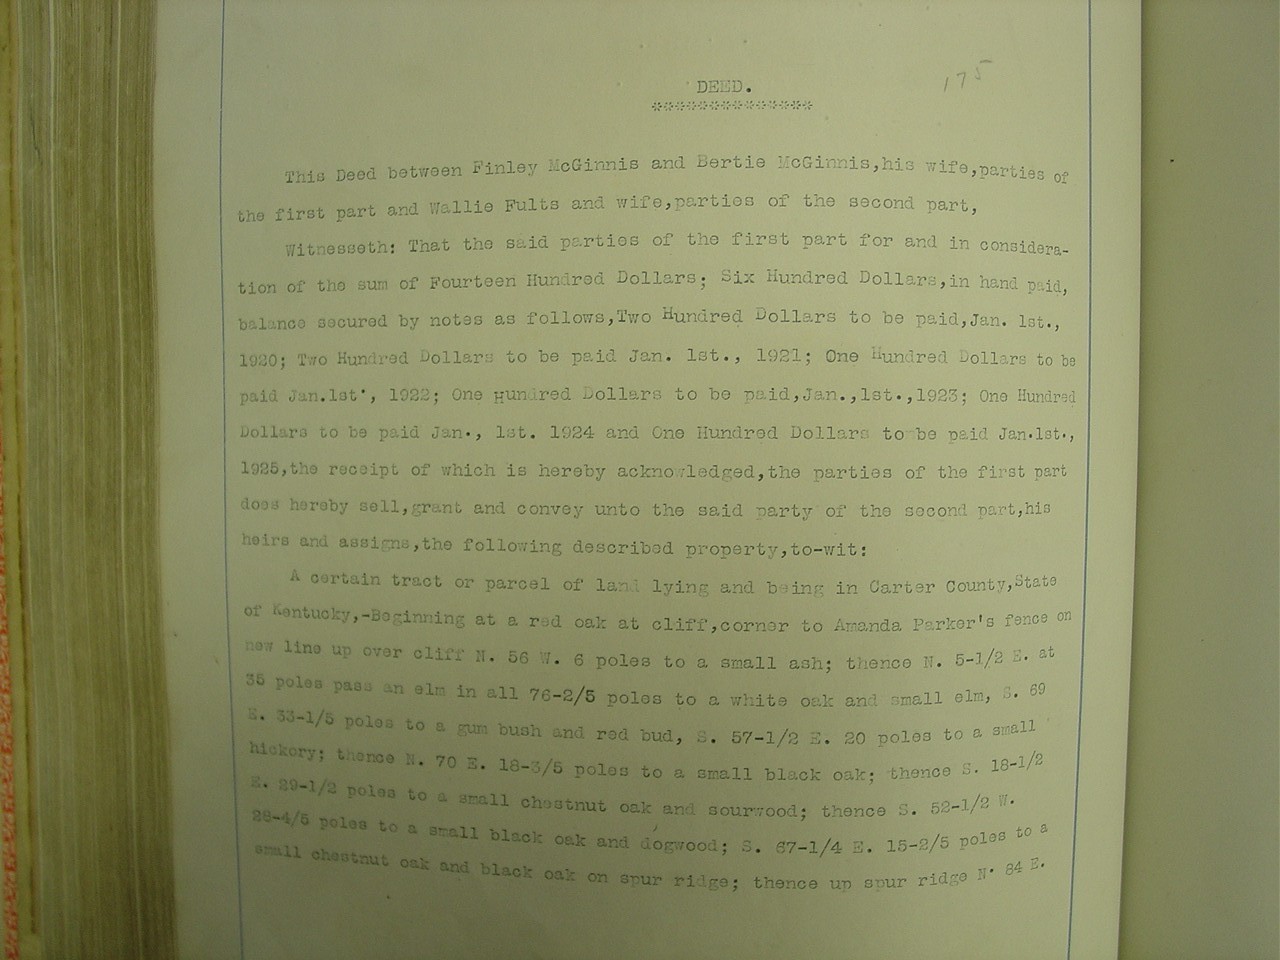 175
DEED.
*************
This Deed between Finley McGinnis and Bertie McGinnis,his wife,parties of
the first part and Wallie Fults and wife,parties of the second part,
Witnesseth: That the said parties of the first part for and in considera-
tion of the sum of Fourteen Hundred Dollars; Six Hundred Dollars,in hand paid,
balance secured by notes as follows,Two Hundred Dollars to be paid,Jan. 1st.,
1920; Two Hundred Dollars to be paid Jan. 1st., 1921; One Hundred Dollars to be
paid Jan.1st', 1922; One Hundred Dollars to be paid,Jan.,1st.,1923; One Hundred
Dollars to be paid Jan., 1st. 1924 and One Hundred Dollars to be paid Jan.1st.,
1925,the receipt of which is hereby acknowledged,the parties of the first part
does hereby sell,grant and convey unto the said party of the second part,his
heirs and assigns,the following described property,to-wit:
A certain tract or parcel of land lying and being in Carter County,State
of Kentucky,-Beginning at a red oak at cliff,corner to Amanda Parker's fence on
new line up over cliff N. 56 W. 6 poles to a small ash; thence N. 5-1/2 E. at
35 poles pass an elm in all 76-2/5 poles to a white oak and small elm, S. 69
E. 33-1/5 poles to a gum bush and red bud, S. 57-1/2 E. 20 poles to a small
hickory; thence N. 70 E. 18-3/5 poles to a small black oak; thence S. 18-1/2
E. 29-1/2 poles to a small chestnut oak and sourwood; thence S. 52-1/2 W.
28-4/5 poles to a small black oak and dogwood; S. 67-1/4 E. 15-2/5 poles to a
small chestnut oak and black oak on spur ridge; thence up spur ridge N. 84 E.